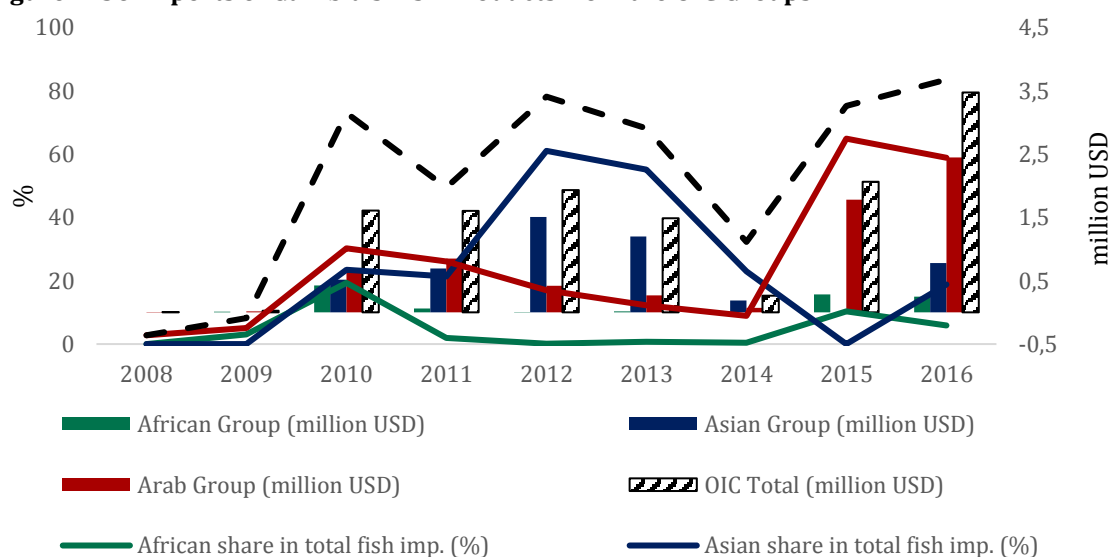 100 4,5
80 3,5
60 2,5
40 1,5
20 0,5
0 -0,5
%
million USD
2008 2009 2010 2011 2012 2013 2014 2015 2016
African Group (million USD) Asian Group (million USD)
Arab Group (million USD) OIC Total (million USD)
African share in total fish imp. (%) Asian share in total fish imp. (%)